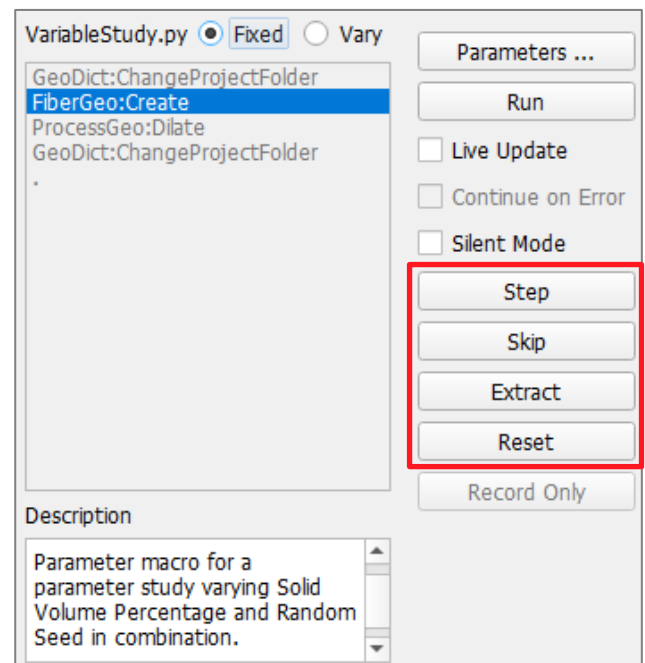 VariableStudy.py Fixed Vary
GeoDict:ChangeProjectFolder
FiberGeo:Create
ProcessGeo:Dilate
GeoDict:ChangeProjectFolder
.
Description
Parameter macro for a
parameter study varying Solid
Volume Percentage and Random
Seed in combination.
Parameters ...
Run
Live Update
Continue on Error
Silent Mode
Step
Skip
Extract
Reset
Record Only